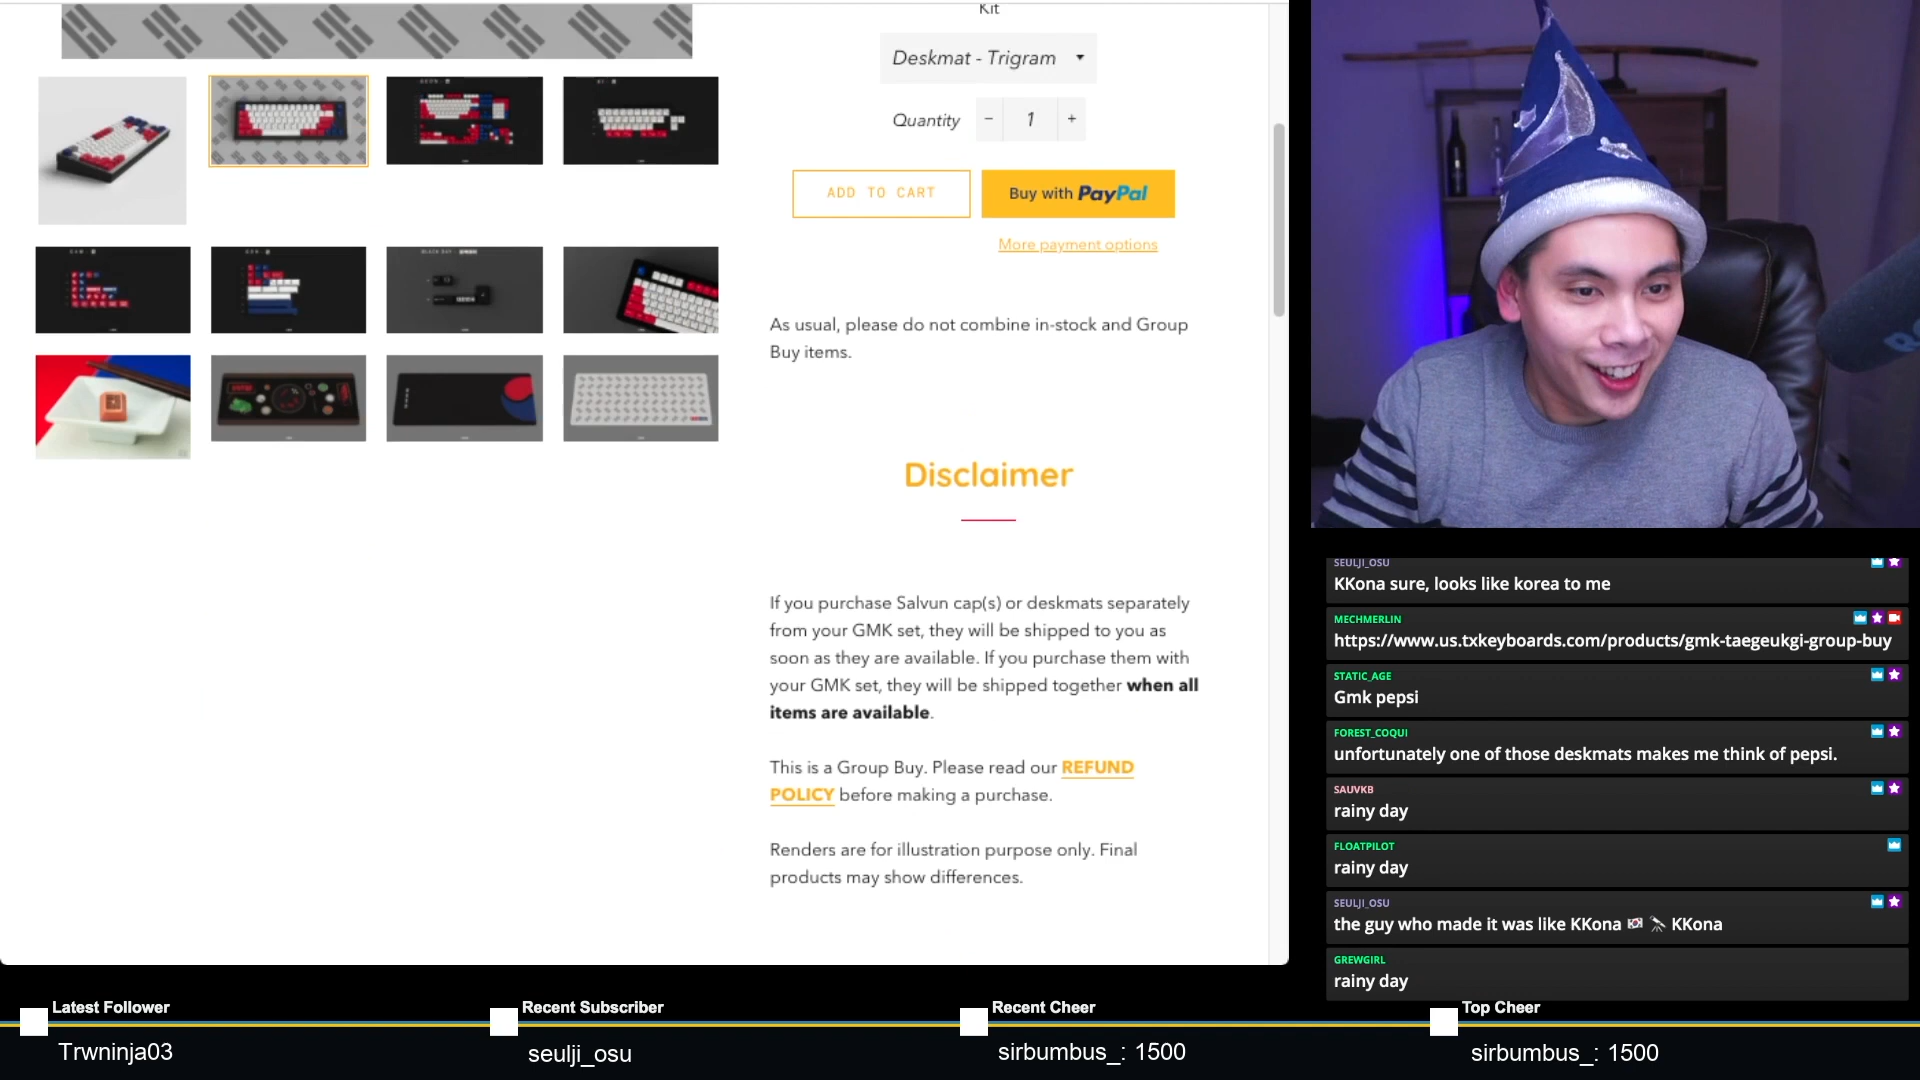 Kit
Deskmat - Trigram
Quantity
− 1 +
ADD TO CART
Buy with PayPal
More payment options
As usual, please do not combine in-stock and Group
Buy items.
Disclaimer
If you purchase Salvun cap(s) or deskmats separately
from your GMK set, they will be shipped to you as
soon as they are available. If you purchase them with
your GMK set, they will be shipped together when all
items are available.
This is a Group Buy. Please read our REFUND
POLICY before making a purchase.
Renders are for illustration purpose only. Final
products may show differences.
SEULJI_OSU
KKona sure, looks like korea to me
MECHMERLIN
https://www.us.txkeyboards.com/products/gmk-taegeukgi-group-buy
STATIC_AGE
Gmk pepsi
FOREST_COQUI
unfortunately one of those deskmats makes me think of pepsi.
SAUVKB
rainy day
FLOATPILOT
rainy day
SEULJI_OSU
the guy who made it was like KKona 🇰🇷 🔭 KKona
GREWGIRL
rainy day
Latest Follower
Trwninja03
Recent Subscriber
seulji_osu
Recent Cheer
sirbumbus_: 1500
Top Cheer
sirbumbus_: 1500